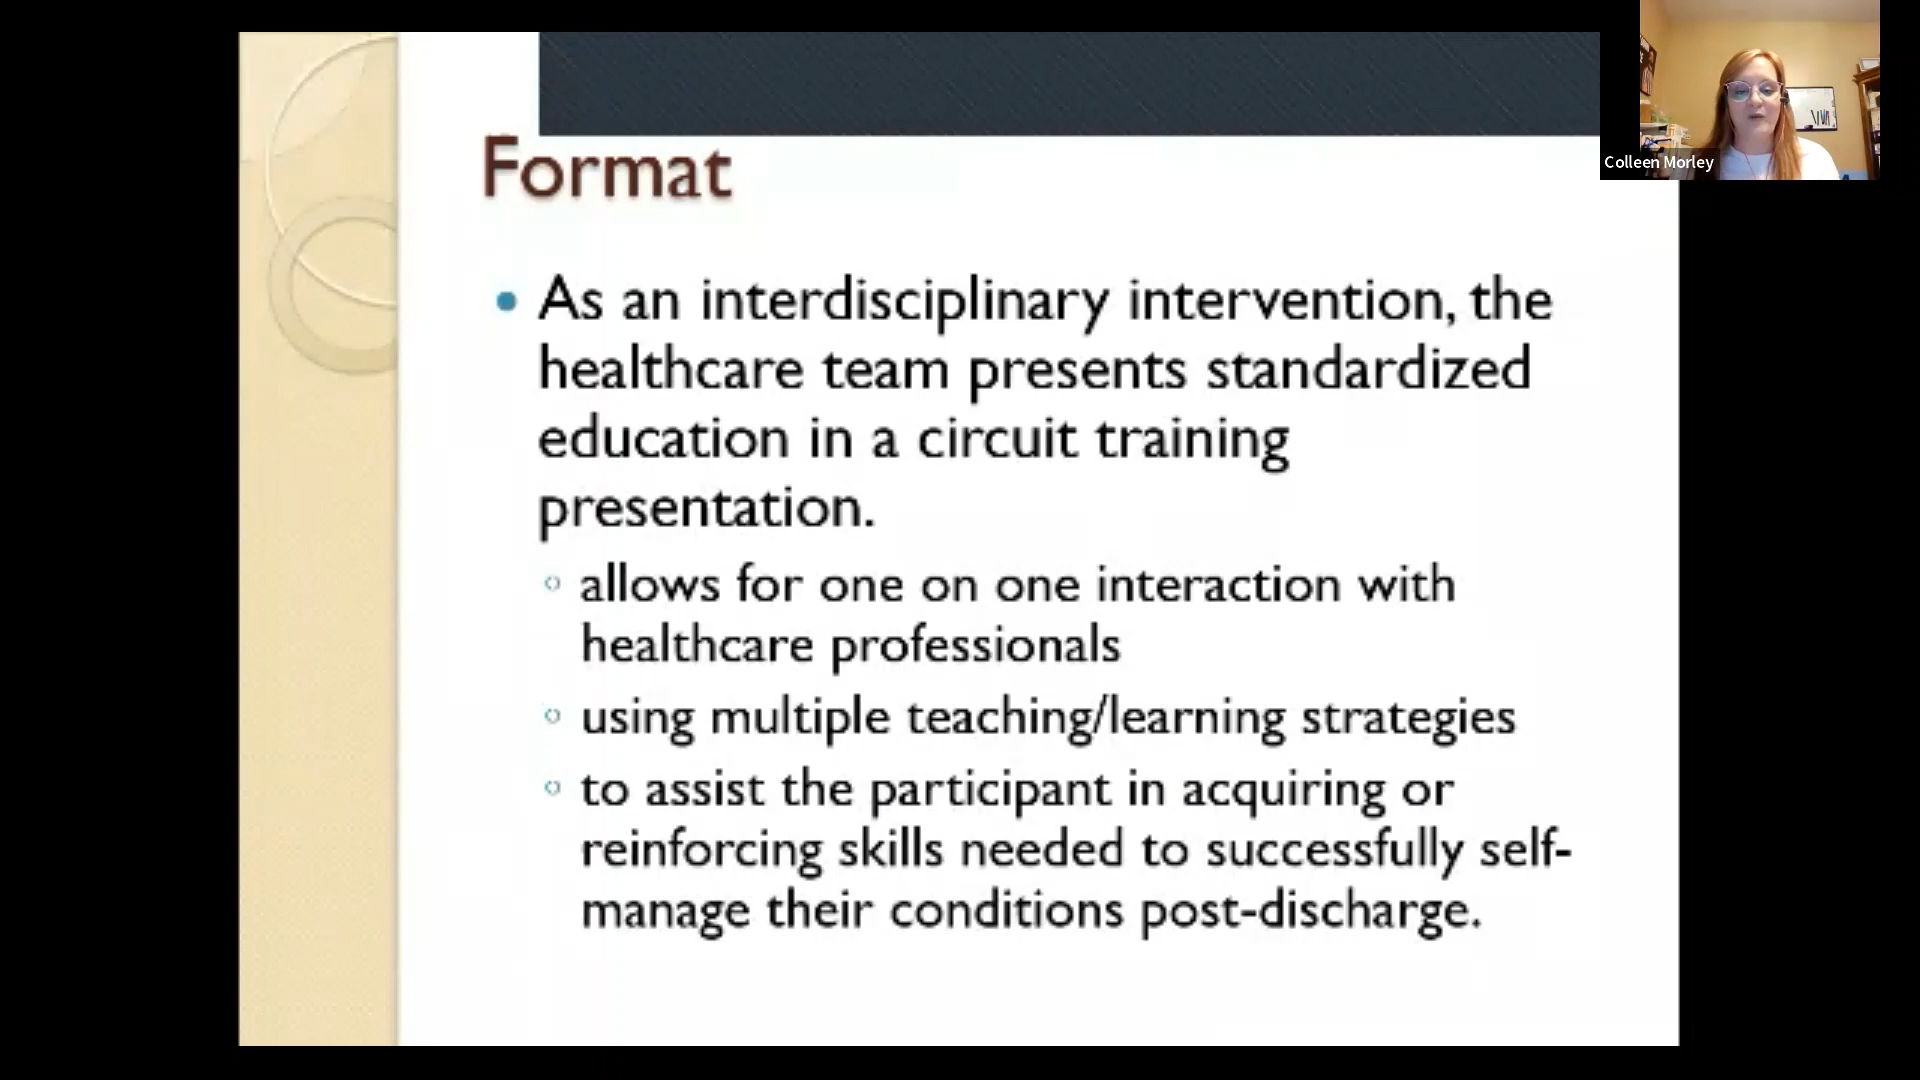 Format
• As an interdisciplinary intervention, the
healthcare team presents standardized
education in a circuit training
presentation.
◦ allows for one on one interaction with
healthcare professionals
◦ using multiple teaching/learning strategies
◦ to assist the participant in acquiring or
reinforcing skills needed to successfully self-
manage their conditions post-discharge.
Colleen Morley